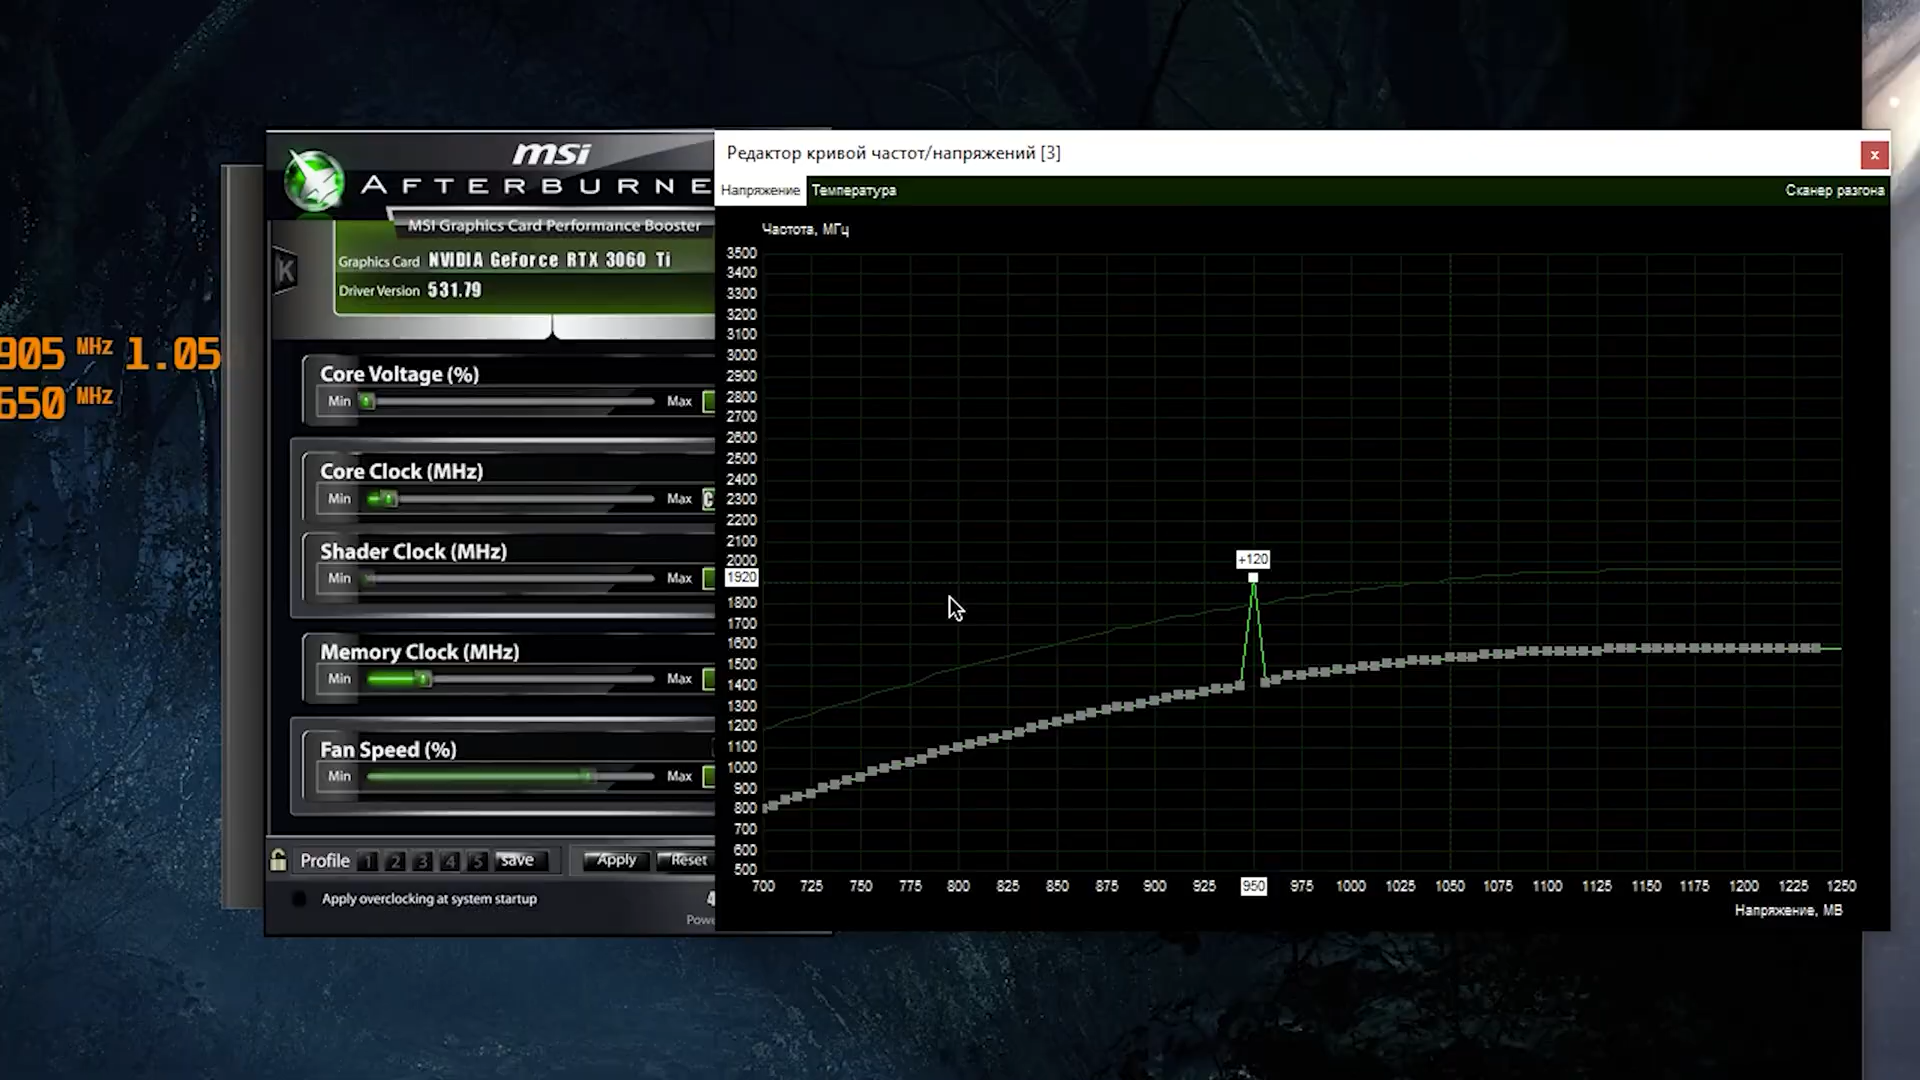 msi
AFTERBURNE
MSI Graphics Card Performance Booster
Graphics Card NVIDIA GeForce RTX 3060 Ti
Driver Version 531.79
K
905 MHz 1.05
650 MHz
Core Voltage (%)
Min Max
Core Clock (MHz)
Min Max C
Shader Clock (MHz)
Min Max
Memory Clock (MHz)
Min Max
Fan Speed (%)
Min Max
Profile 1 2 3 4 5 save Apply Reset
Apply overclocking at system startup 4
Powe
Редактор кривой частот/напряжений [3] x
Напряжение Температура Сканер разгона
Частота, МГц
3500
3400
3300
3200
3100
3000
2900
2800
2700
2600
2500
2400
2300
2200
2100
2000
1920
1800
1700
1600
1500
1400
1300
1200
1100
1000
900
800
700
600
500
+120
700 725 750 775 800 825 850 875 900 925 950 975 1000 1025 1050 1075 1100 1125 1150 1175 1200 1225 1250
Напряжение, МВ